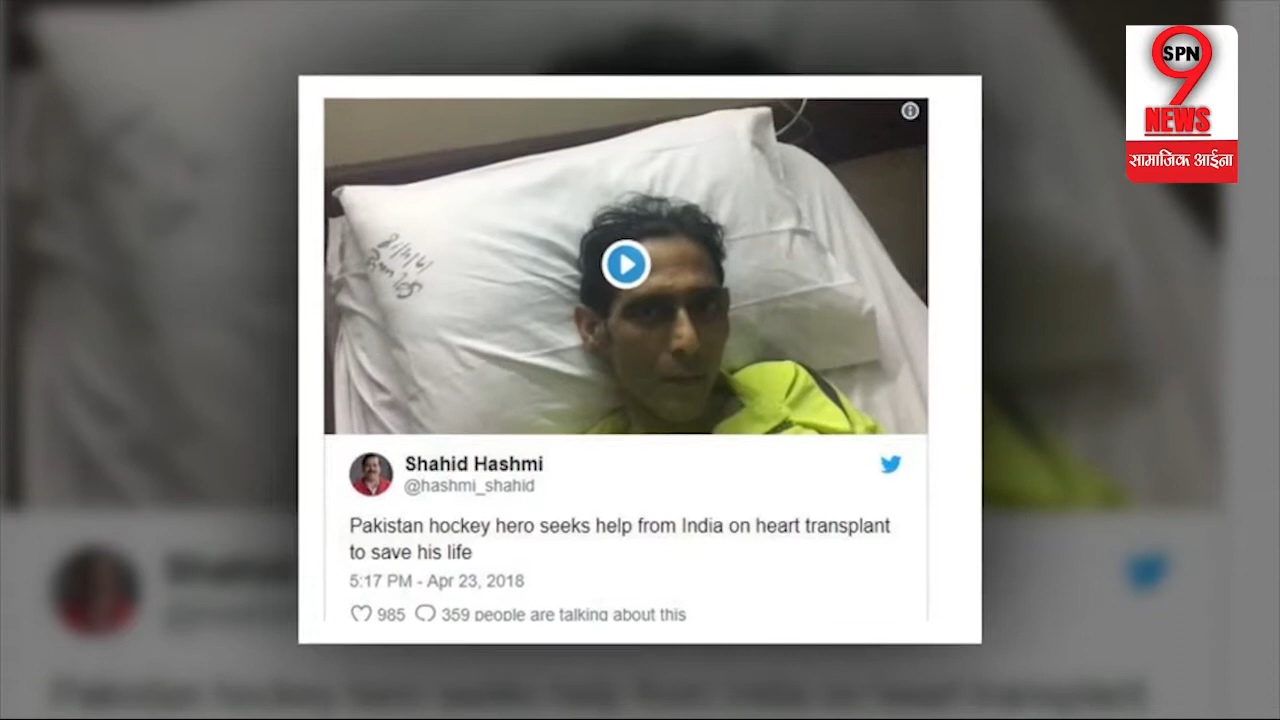 SPN
9
NEWS
सामाजिक आईना
Shahid Hashmi
@hashmi_shahid
Pakistan hockey hero seeks help from India on heart transplant
to save his life
5:17 PM - Apr 23, 2018
985 359 people are talking about this